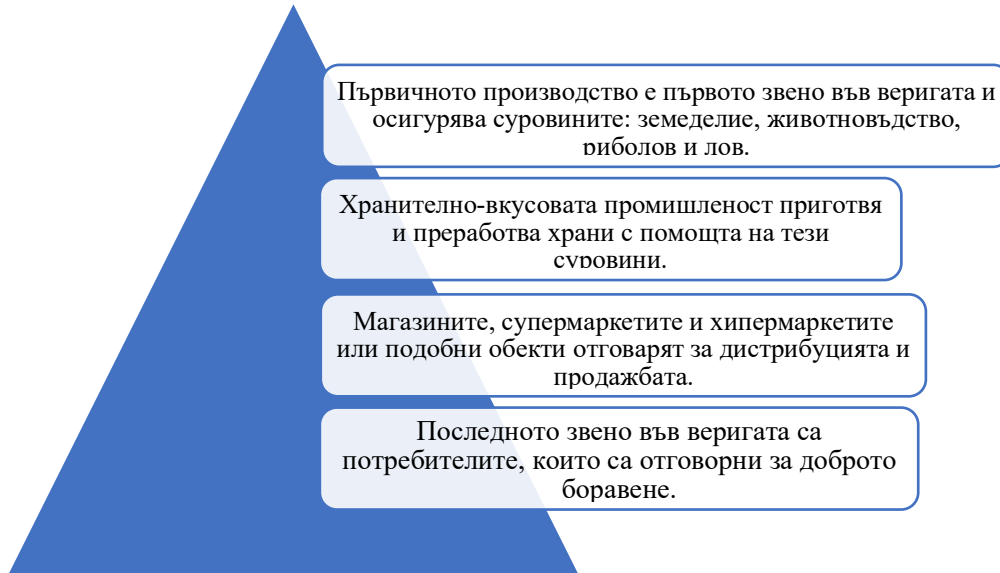 Първичното производство е първото звено във веригата и
осигурява суровините: земеделие, животновъдство,
риболов и лов.
Хранително-вкусовата промишленост приготвя
и преработва храни с помощта на тези
суровини.
Магазините, супермаркетите и хипермаркетите
или подобни обекти отговарят за дистрибуцията и
продажбата.
Последното звено във веригата са
потребителите, които са отговорни за доброто
боравене.